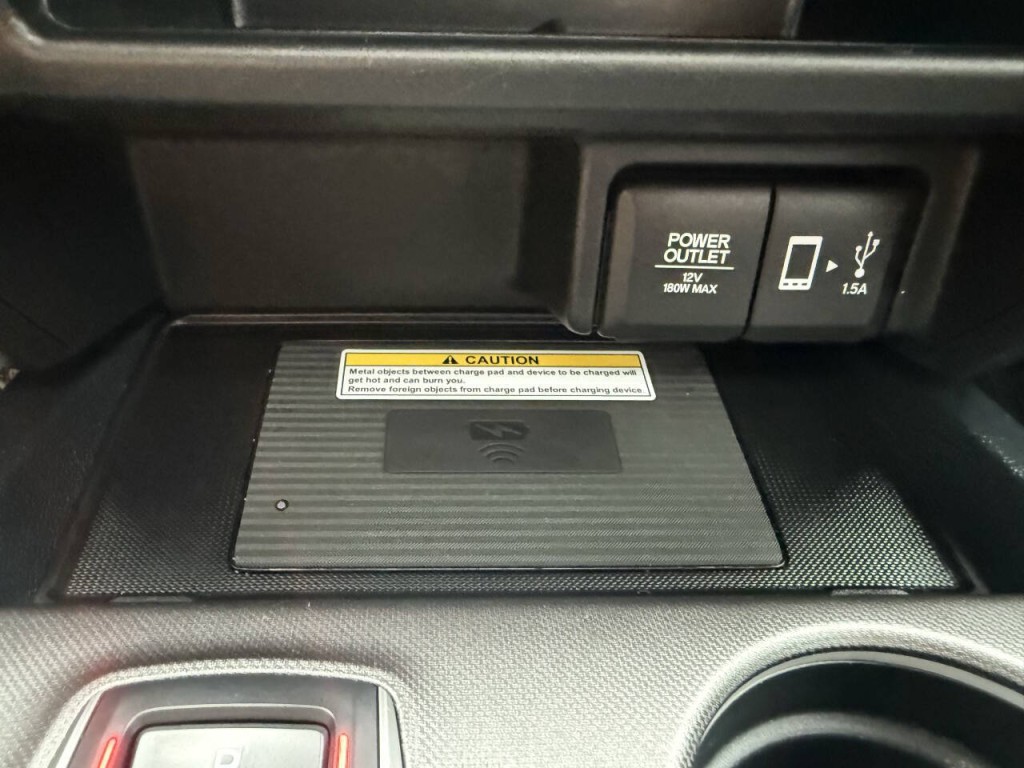 POWER
OUTLET
12V
180W MAX
1.5A
CAUTION
Metal objects between charge pad and device to be charged will
get hot and can burn you.
Remove foreign objects from charge pad before charging device
P